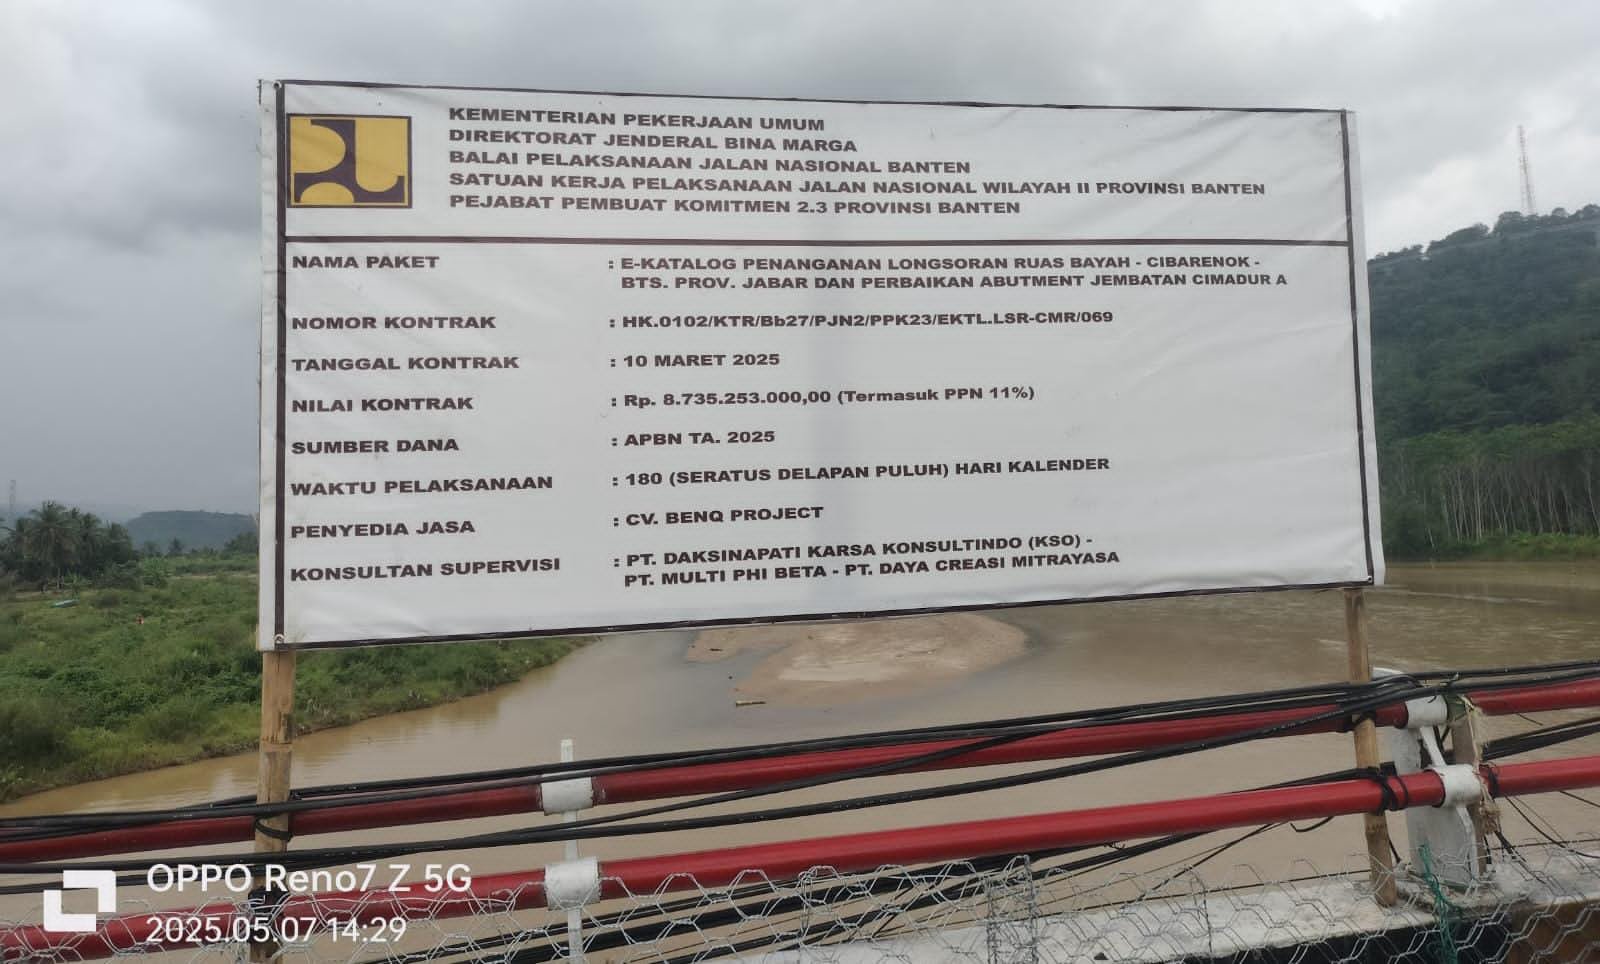 KEMENTERIAN PEKERJAAN UMUM
DIREKTORAT JENDERAL BINA MARGA
BALAI PELAKSANAAN JALAN NASIONAL BANTEN
SATUAN KERJA PELAKSANAAN JALAN NASIONAL WILAYAH II PROVINSI BANTEN
PEJABAT PEMBUAT KOMITMEN 2.3 PROVINSI BANTEN
NAMA PAKET : E-KATALOG PENANGANAN LONGSORAN RUAS BAYAH - CIBARENOK -
BTS. PROV. JABAR DAN PERBAIKAN ABUTMENT JEMBATAN CIMADUR A
NOMOR KONTRAK : HK.0102/KTR/Bb27/PJN2/PPK23/EKTL.LSR-CMR/069
TANGGAL KONTRAK : 10 MARET 2025
NILAI KONTRAK : Rp. 8.735.253.000,00 (Termasuk PPN 11%)
SUMBER DANA : APBN TA. 2025
WAKTU PELAKSANAAN : 180 (SERATUS DELAPAN PULUH) HARI KALENDER
PENYEDIA JASA : CV. BENQ PROJECT
KONSULTAN SUPERVISI : PT. DAKSINAPATI KARSA KONSULTINDO (KSO) -
PT. MULTI PHI BETA - PT. DAYA CREASI MITRAYASA
OPPO Reno7 Z 5G
2025.05.07 14:29